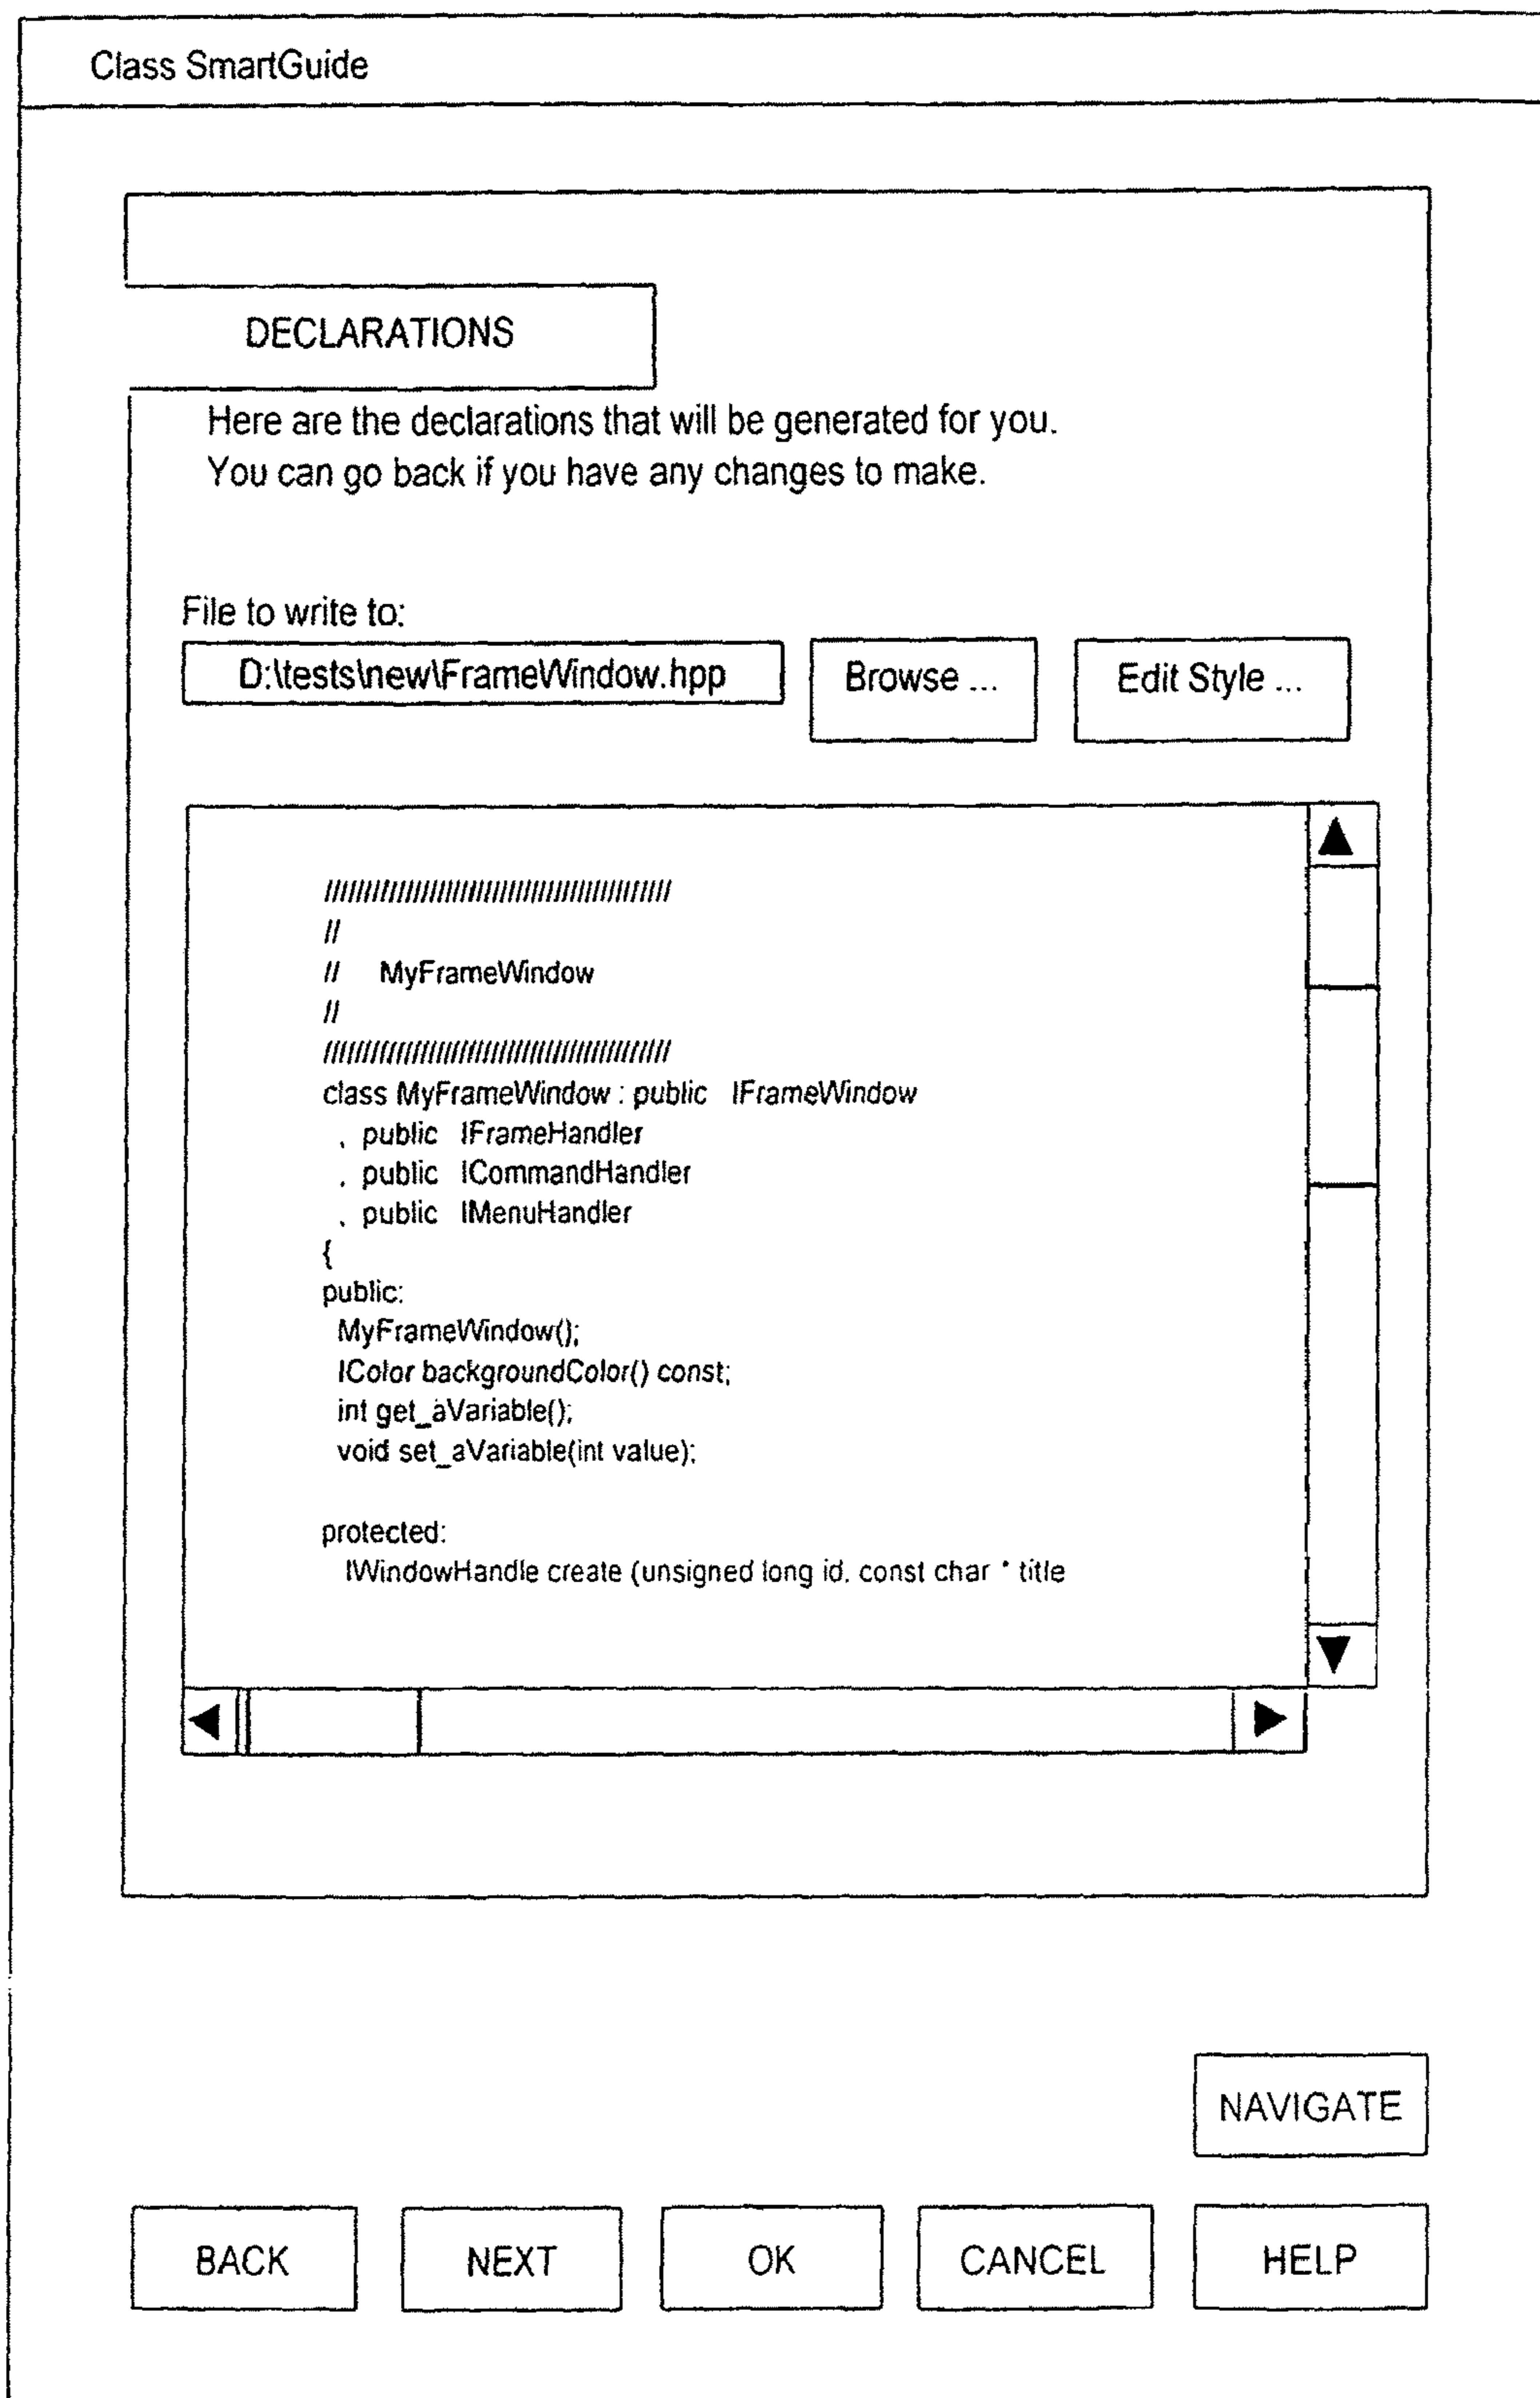 Class SmartGuide
DECLARATIONS
Here are the declarations that will be generated for you.
You can go back if you have any changes to make.
File to write to:
D:\tests\new\FrameWindow.hpp
Browse ...
Edit Style ...
//////////////////////////////////////////
//
// MyFrameWindow
//
//////////////////////////////////////////
class MyFrameWindow : public IFrameWindow
, public IFrameHandler
, public ICommandHandler
, public IMenuHandler
{
public:
MyFrameWindow();
IColor backgroundColor() const;
int get_aVariable();
void set_aVariable(int value);
protected:
IWindowHandle create (unsigned long id, const char * title
NAVIGATE
BACK
NEXT
OK
CANCEL
HELP